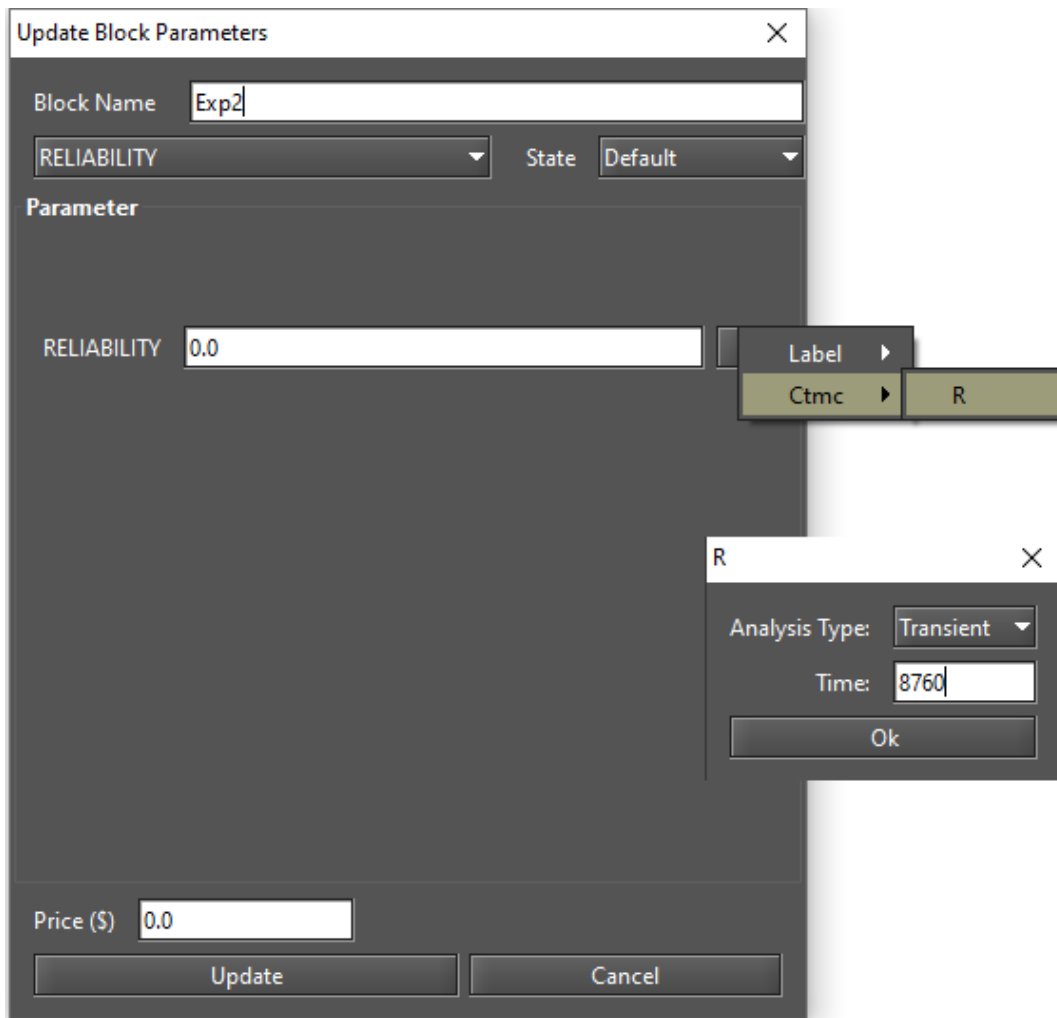 Update Block Parameters
Block Name Exp2
RELIABILITY State Default
Parameter
RELIABILITY 0.0
Label
Ctmc R
R
Analysis Type: Transient
Time: 8760
Ok
Price ($) 0.0
Update Cancel